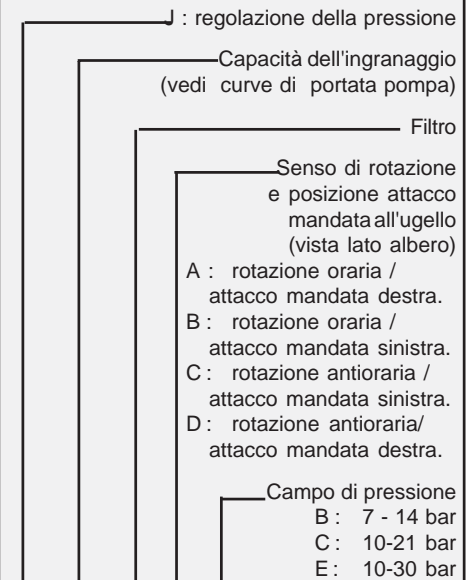 J : regolazione della pressione
Capacità dell'ingranaggio
(vedi curve di portata pompa)
Filtro
Senso di rotazione
e posizione attacco
mandata all'ugello
(vista lato albero)
A : rotazione oraria /
attacco mandata destra.
B : rotazione oraria /
attacco mandata sinistra.
C : rotazione antioraria /
attacco mandata sinistra.
D : rotazione antioraria/
attacco mandata destra.
Campo di pressione
B : 7 - 14 bar
C : 10-21 bar
E : 10-30 bar